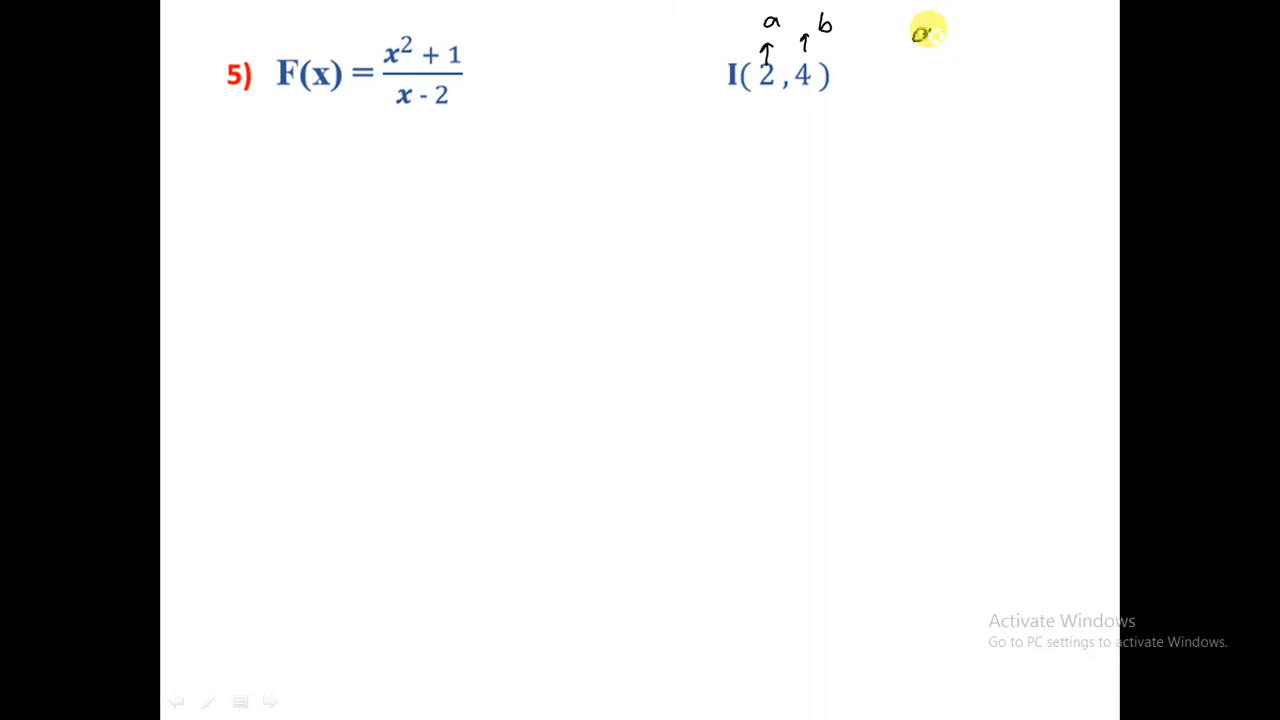 a b
5) F(x) = x² + 1 / x - 2 I( 2 , 4 )
Activate Windows
Go to PC settings to activate Windows.